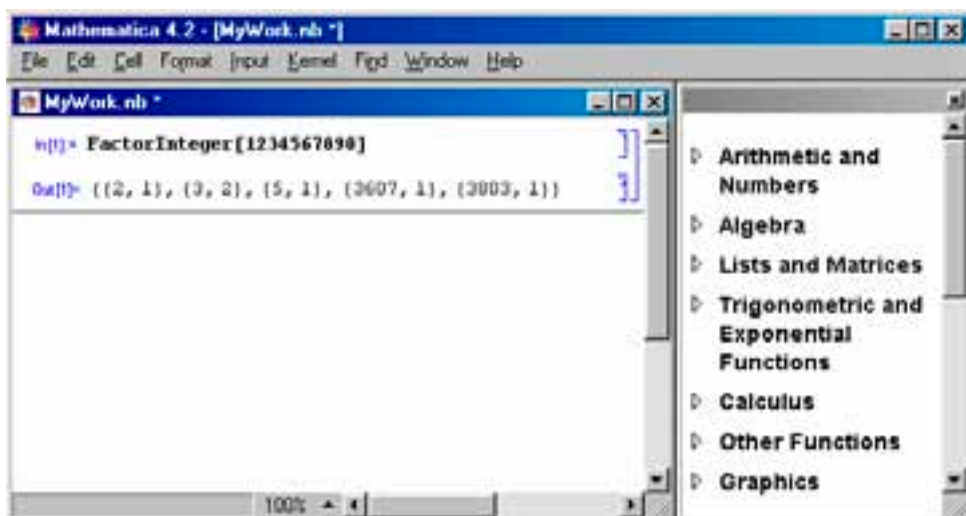 Mathematica 4.2 - [MyWork.nb *]
File Edit Cell Format Input Kernel Find Window Help
MyWork.nb *
In[1]:= FactorInteger[1234567890]
Out[1]= {{2, 1}, {3, 2}, {5, 1}, {3607, 1}, {3803, 1}}
100%
Arithmetic and
Numbers
Algebra
Lists and Matrices
Trigonometric and
Exponential
Functions
Calculus
Other Functions
Graphics